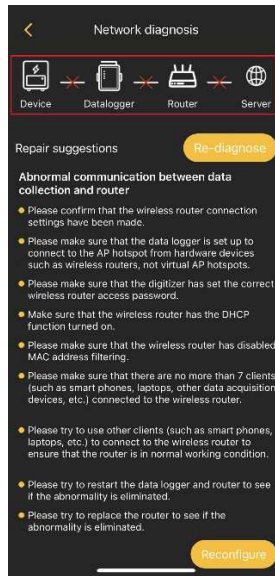 Network diagnosis
Device Datalogger Router Server
Repair suggestions Re-diagnose
Abnormal communication between data
collection and router
Please confirm that the wireless router connection
settings have been made.
Please make sure that the data logger is set up to
connect to the AP hotspot from hardware devices
such as wireless routers, not virtual AP hotspots.
Please make sure that the digitizer has set the correct
wireless router access password.
Make sure that the wireless router has the DHCP
function turned on.
Please make sure that the wireless router has disabled
MAC address filtering.
Please make sure that there are no more than 7 clients
(such as smart phones, laptops, other data acquisition
devices, etc.) connected to the wireless router.
Please try to use other clients (such as smart phones,
laptops, etc.) to connect to the wireless router to
ensure that the router is in normal working condition.
Please try to restart the data logger and router to see
if the abnormality is eliminated.
Please try to replace the router to see if the
abnormality is eliminated.
Reconfigure